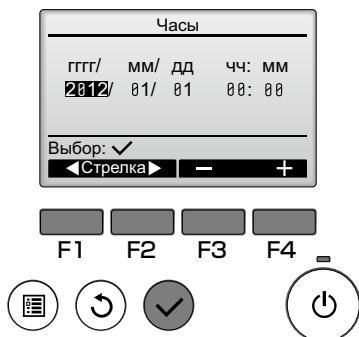 Часы
гггг/ мм/ дд чч: мм
2012/ 01/ 01 00: 00
Выбор: ✓
◀Стрелка▶ − +
F1 F2 F3 F4